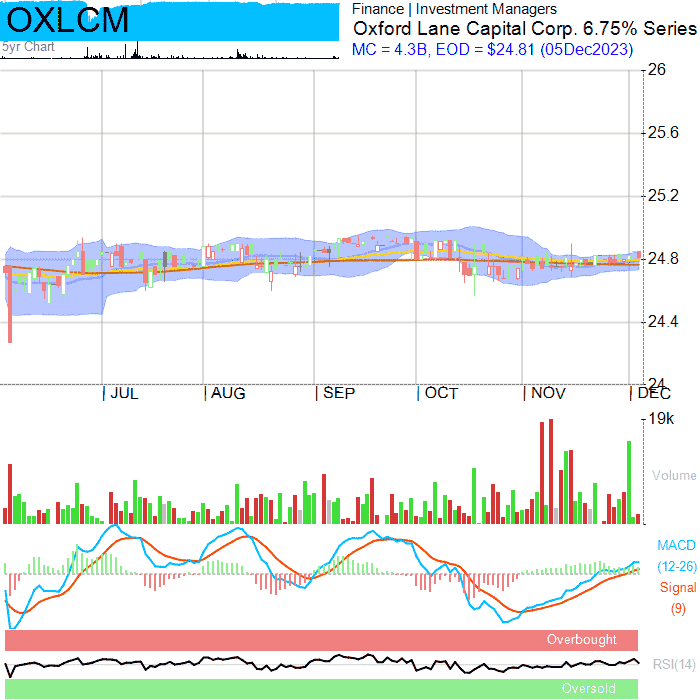 OXLCM
5yr Chart
Finance | Investment Managers
Oxford Lane Capital Corp. 6.75% Series
MC = 4.3B, EOD = $24.81 (05Dec2023)
26
25.6
25.2
24.8
24.4
24
| JUL | AUG | SEP | OCT | NOV | DEC
19k
Volume
MACD
(12-26)
Signal
(9)
Overbought
RSI(14)
Oversold